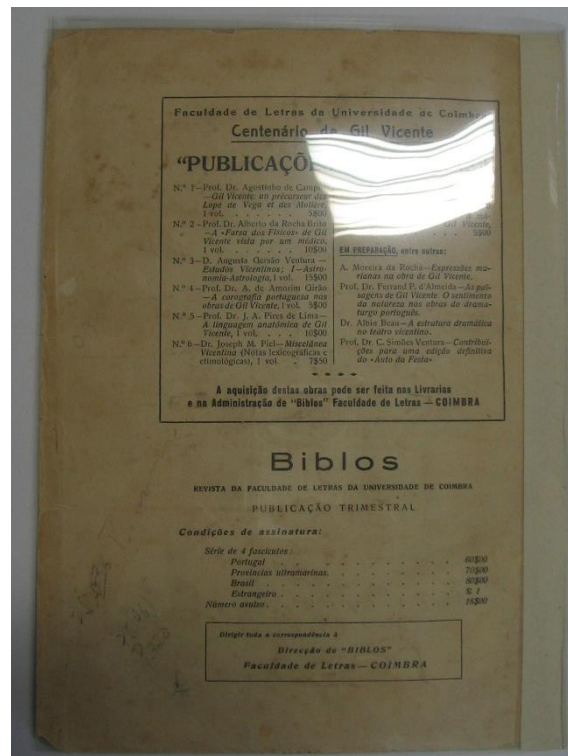 Faculdade de Letras da Universidade de Coimbra
Centenário de Gil Vicente
"PUBLICAÇÕ
N.º 1—Prof. Dr. Agostinho de Campos
—Gil Vicente, un précurseur des
Lope de Vega et des Molière,
1 vol. . . . . . . 5$00
N.º 2—Prof. Dr. Alberto da Rocha Brito
—A «Farsa dos Físicos» de Gil
Vicente vista por um médico,
1 vol. . . . . . . 10$00
N.º 3—D. Augusta Gersão Ventura—
Estudos Vicentinos; I—Astro-
nomia-Astrologia, 1 vol. 15$00
N.º 4—Prof. Dr. A. de Amorim Girão
—A corografia portuguesa nas
obras de Gil Vicente, 1 vol. 5$00
N.º 5—Prof. Dr. J. A. Pires de Lima—
A linguagem anatómica de Gil
Vicente, 1 vol. . . . . 10$00
N.º 6—Dr. Joseph M. Piel—Miscelânea
Vicentina (Notas lexicográficas e
etimológicas), 1 vol. . 7$50
Gil Vicente,
5$00
EM PREPARAÇÃO, entre outras:
A. Moreira da Rocha—Expressões ma-
rianas na obra de Gil Vicente.
Prof. Dr. Ferrand P. d'Almeida—As pai-
sagens de Gil Vicente. O sentimento
da natureza nas obras do drama-
turgo português.
Dr. Albin Beau—A estrutura dramática
no teatro vicentino.
Prof. Dr. C. Simões Ventura—Contribui-
ções para uma edição definitiva
do «Auto da Festa»
A aquisição destas obras pode ser feita nas Livrarias
e na Administração de "Biblos" Faculdade de Letras — COIMBRA
Biblos
REVISTA DA FACULDADE DE LETRAS DA UNIVERSIDADE DE COIMBRA
PUBLICAÇÃO TRIMESTRAL
Condições de assinatura:
Série de 4 fascículos:
Portugal . . . . . . . . . . 60$00
Províncias ultramarinas. . . . . . . 70$00
Brasil . . . . . . . . . . . 80$00
Estrangeiro . . . . . . . . . £ 1
Número avulso . . . . . . . . . . 18$00
Dirigir toda a correspondência à
Direcção de "BIBLOS"
Faculdade de Letras — COIMBRA